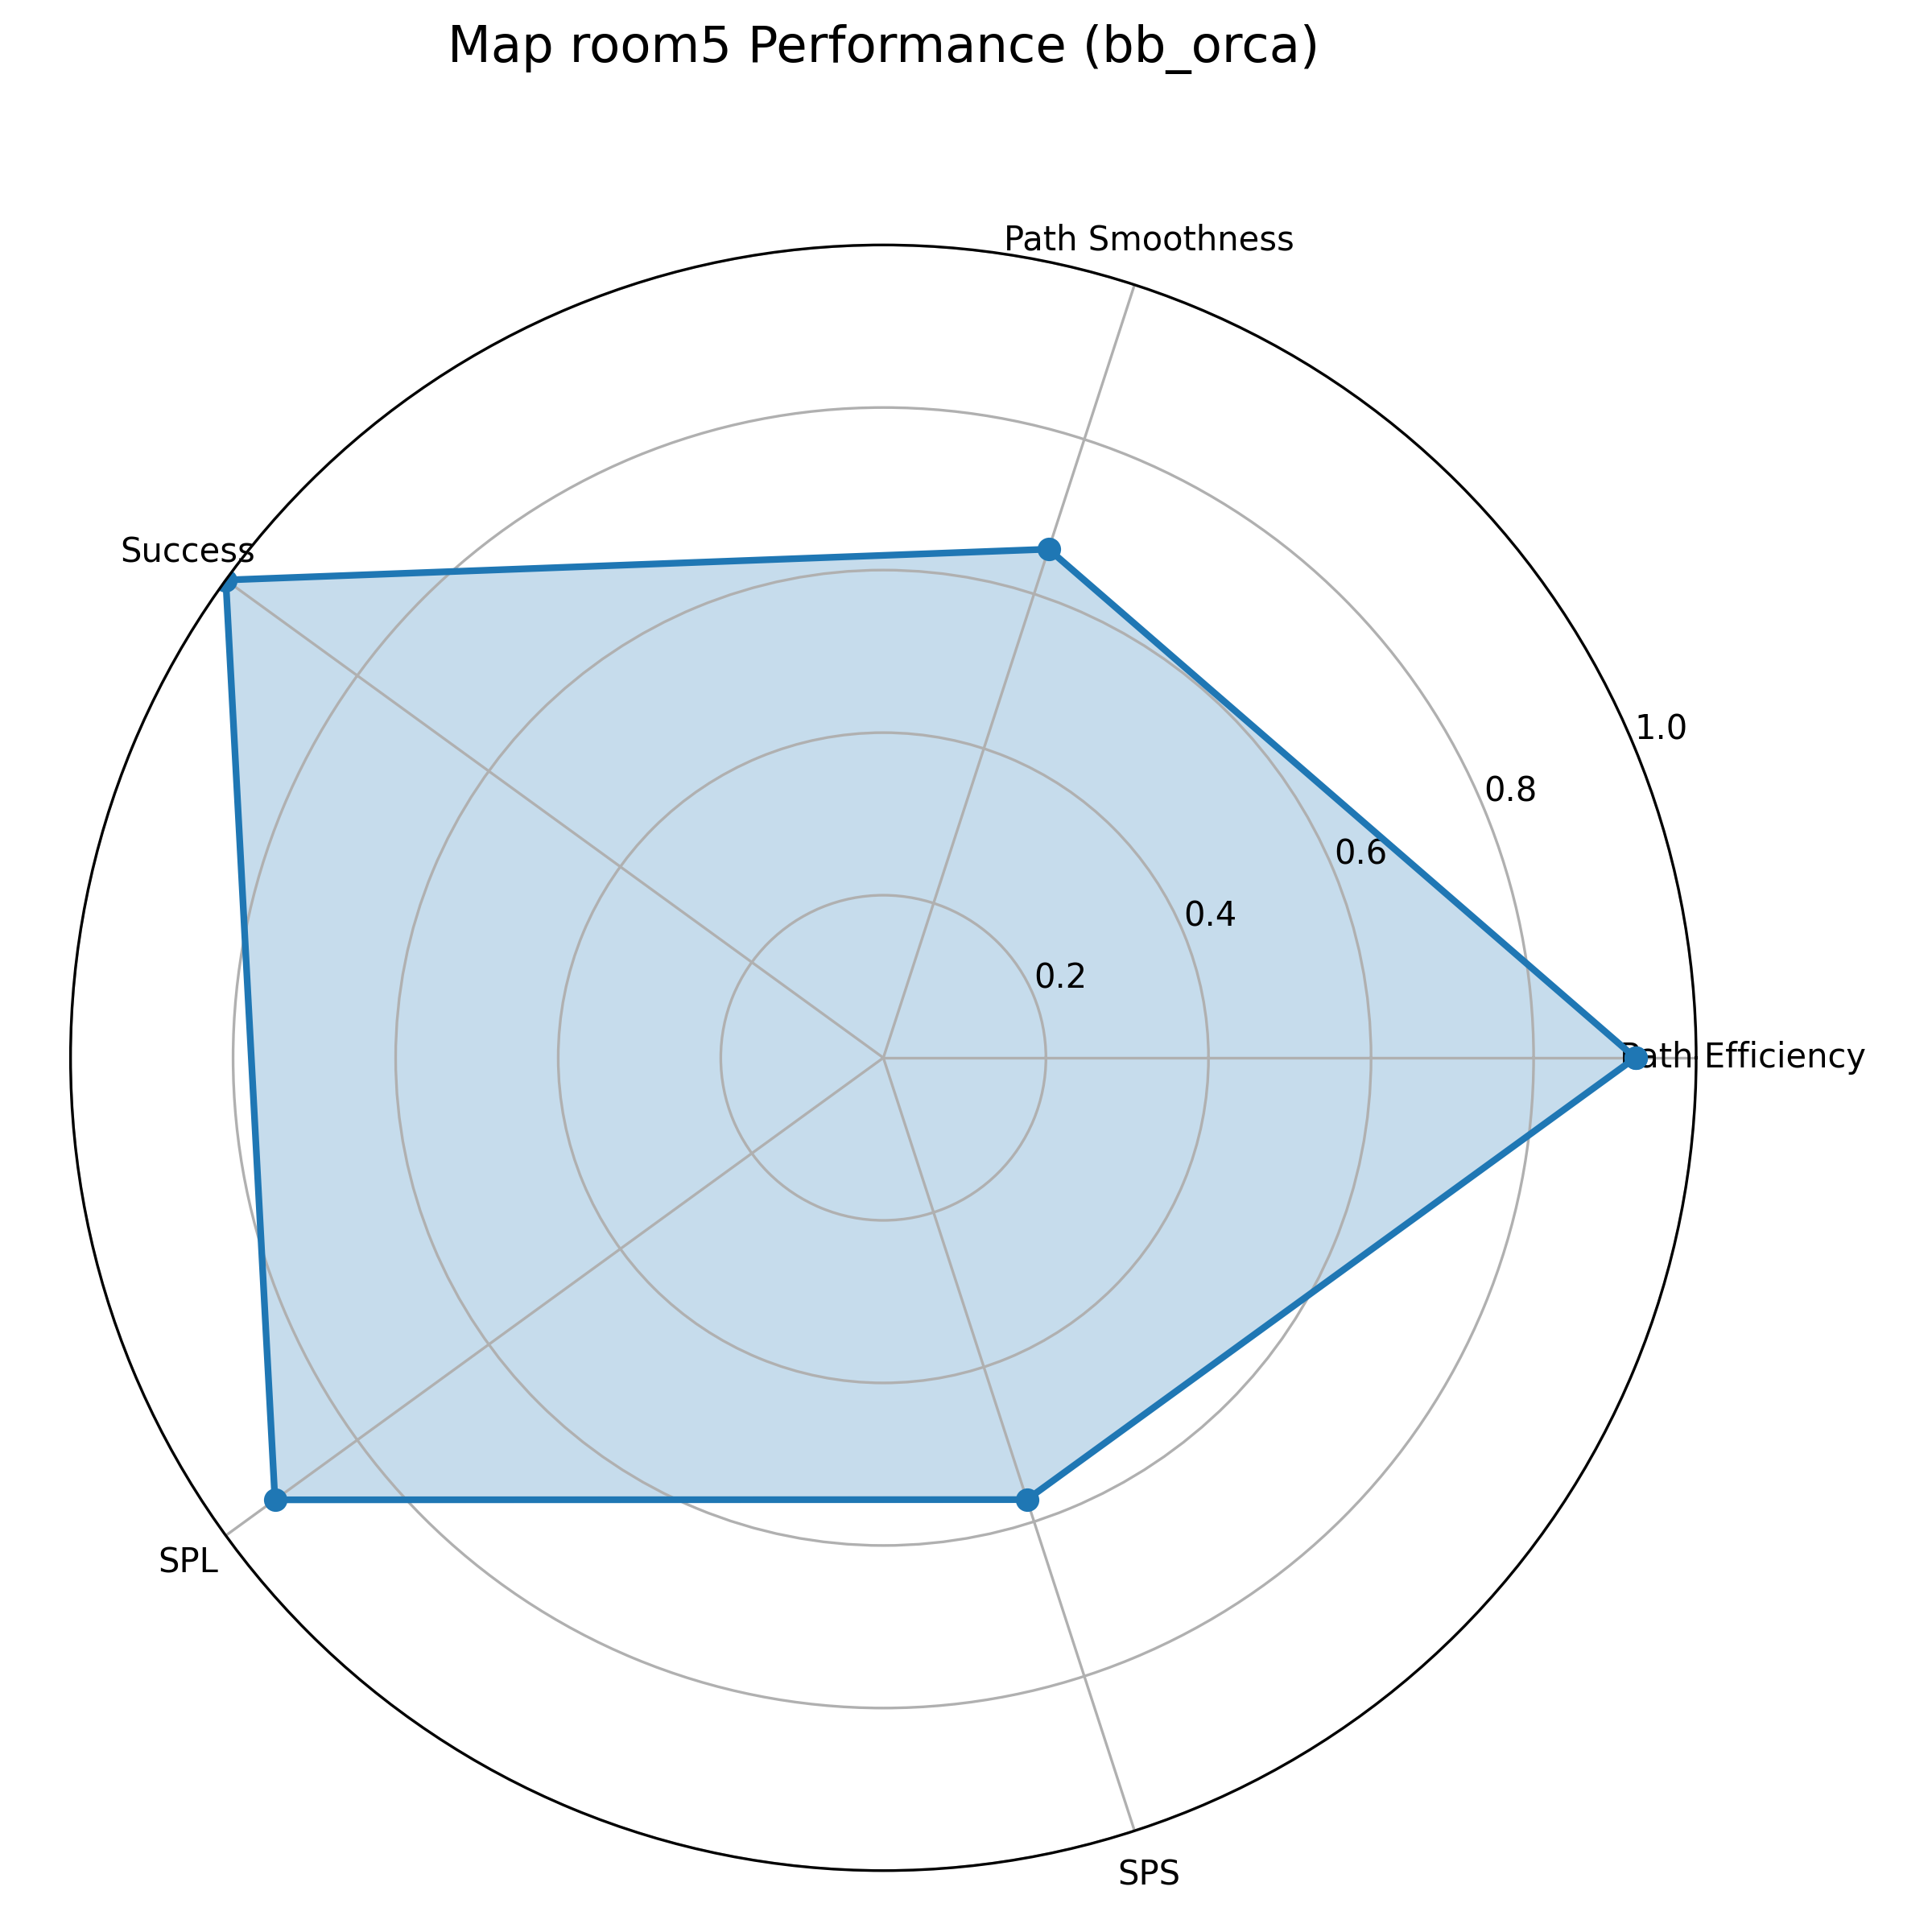 Map room5 Performance (bb_orca)
Path Smoothness
Success
1.0
0.8
0.6
0.4
0.2
Path Efficiency
SPL
SPS